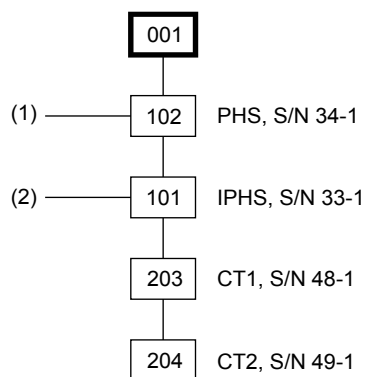 001
(1) 102 PHS, S/N 34-1
(2) 101 IPHS, S/N 33-1
203 CT1, S/N 48-1
204 CT2, S/N 49-1